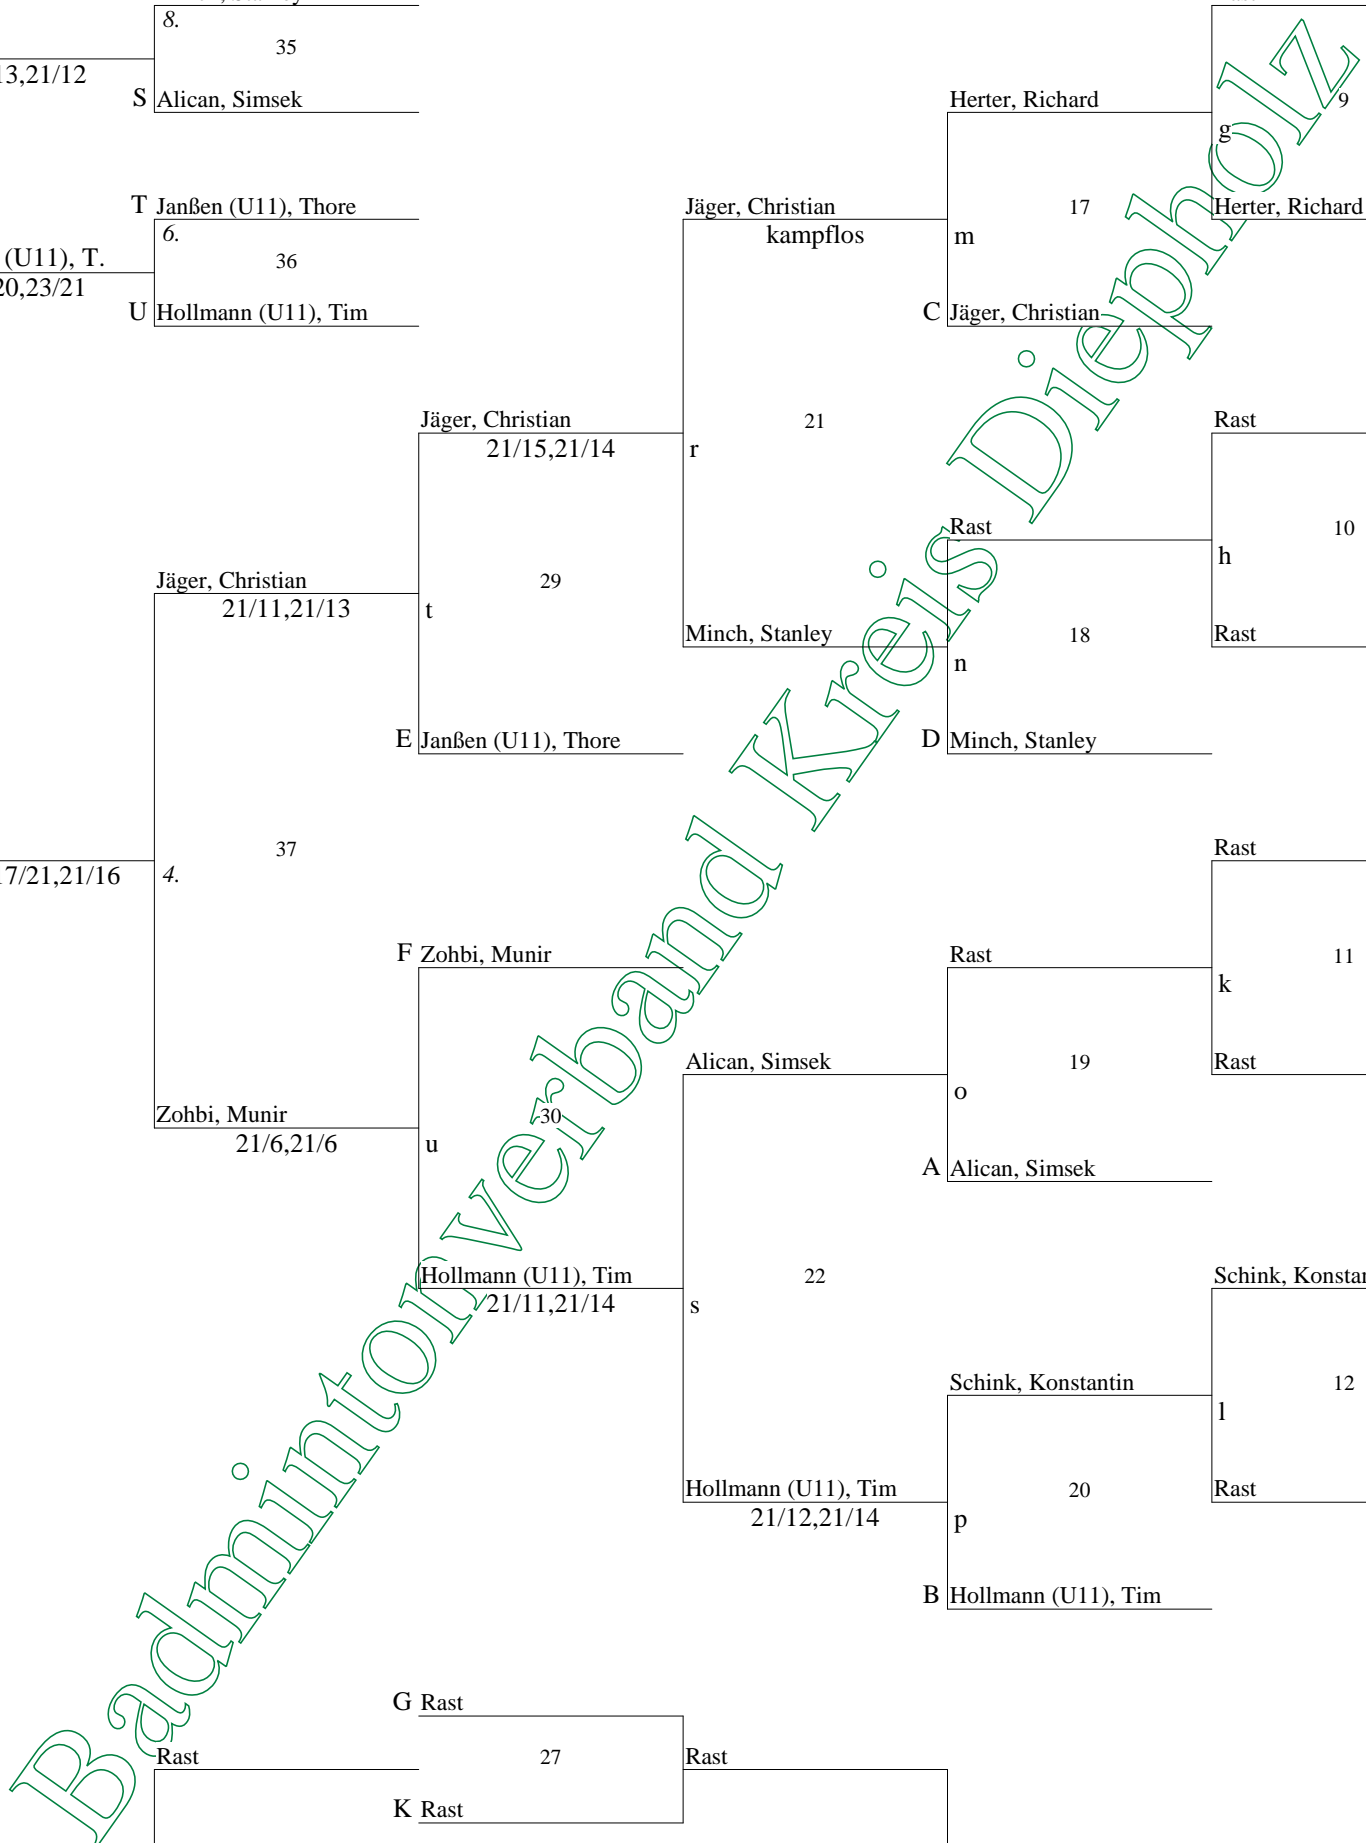 8.
35
13,21/12
S Alican, Simsek
Herter, Richard
9
g
T Janßen (U11), Thore
Jäger, Christian
17
Herter, Richard
6.
kampflos
m
(U11), T.
36
20,23/21
U Hollmann (U11), Tim
C Jäger, Christian
Jäger, Christian
21
Rast
21/15,21/14
r
Rast
10
h
Jäger, Christian
29
21/11,21/13
t
Minch, Stanley
18
Rast
n
E Janßen (U11), Thore
D Minch, Stanley
37
Rast
17/21,21/16
4.
F Zohbi, Munir
Rast
11
k
Alican, Simsek
19
Rast
o
Zohbi, Munir
30
21/6,21/6
u
A Alican, Simsek
Hollmann (U11), Tim
22
Schink,
21/11,21/14
s
Schink, Konstantin
12
l
Hollmann (U11), Tim
20
Rast
21/12,21/14
p
B Hollmann (U11), Tim
G Rast
Rast
27
Rast
K Rast
Badmintonverband Kreis Diepholz